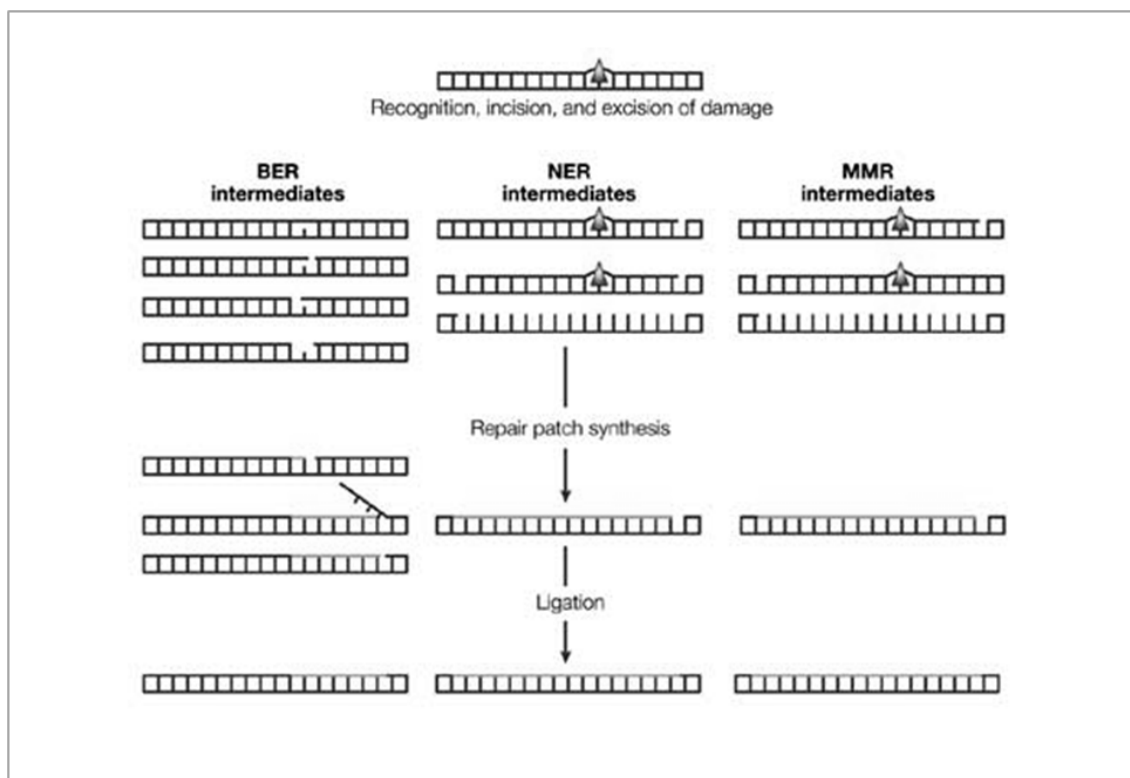 Recognition, incision, and excision of damage
BER
intermediates
NER
intermediates
MMR
intermediates
Repair patch synthesis
Ligation